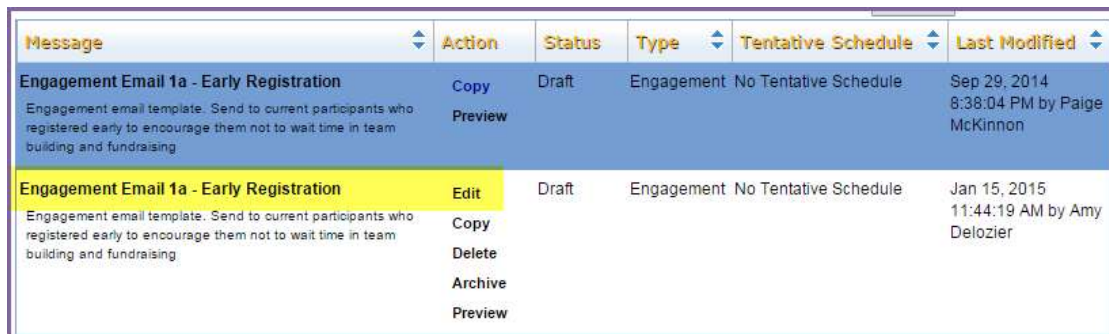 Message Action Status Type Tentative Schedule Last Modified
Engagement Email 1a - Early Registration Copy Draft Engagement No Tentative Schedule Sep 29, 2014
Engagement email template. Send to current participants who 8:38:04 PM by Paige
registered early to encourage them not to wait time in team Preview McKinnon
building and fundraising
Engagement Email 1a - Early Registration Edit Draft Engagement No Tentative Schedule Jan 15, 2015
Engagement email template. Send to current participants who Copy 11:44:19 AM by Amy
registered early to encourage them not to wait time in team Delozier
building and fundraising Delete
Archive
Preview